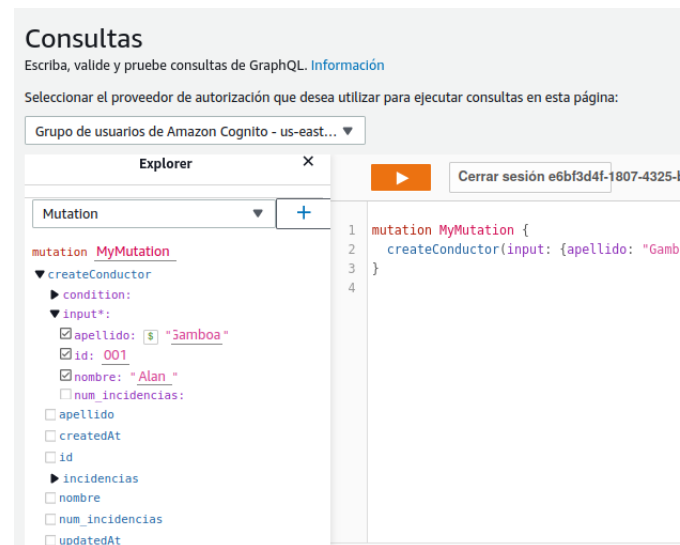 Consultas
Escriba, valide y pruebe consultas de GraphQL. Información
Seleccionar el proveedor de autorización que desea utilizar para ejecutar consultas en esta página:
Grupo de usuarios de Amazon Cognito - us-east... ▼
Explorer ×
Cerrar sesión e6bf3d4f-1807-4325-b
Mutation ▼ +
mutation MyMutation
▼ createConductor
▶ condition:
▼ input*:
apellido: $ "Gamboa"
id: 001
nombre: "Alan "
num_incidencias:
apellido
createdAt
id
▶ incidencias
nombre
num_incidencias
updatedAt
1 mutation MyMutation {
2 createConductor(input: {apellido: "Gamb
3 }
4